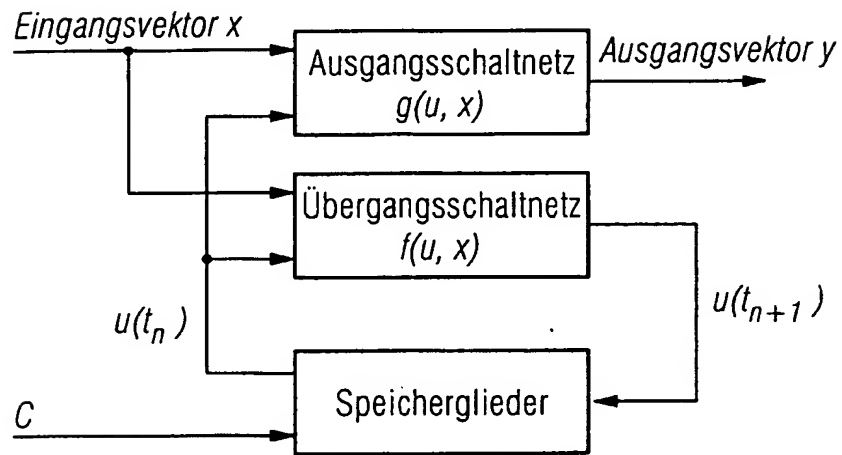 Eingangsvektor x
Ausgangsschaltnetz
g(u, x)
Ausgangsvektor y
Übergangsschaltnetz
f(u, x)
u(tₙ)
u(tₙ₊₁)
Speicherglieder
C